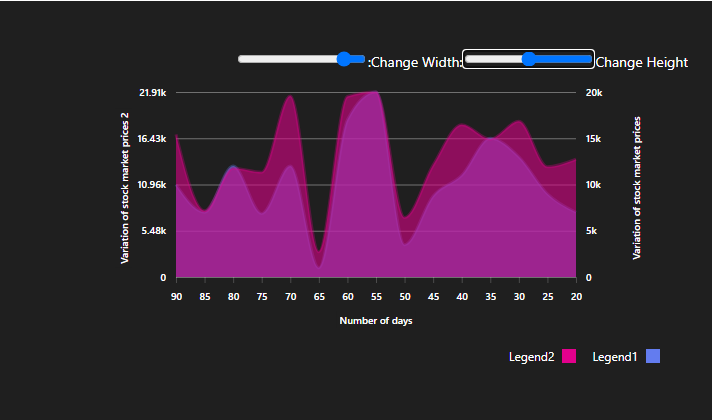 :Change Width: Change Height
21.91k
16.43k
10.96k
5.48k
0
Variation of stock market prices 2
20k
15k
10k
5k
0
Variation of stock market prices
90 85 80 75 70 65 60 55 50 45 40 35 30 25 20
Number of days
Legend2 Legend1